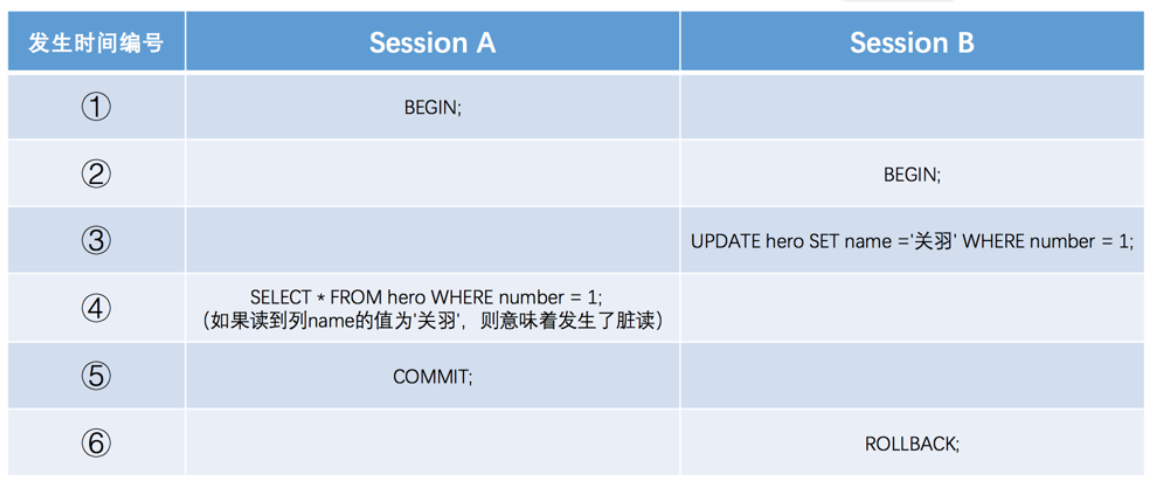 发生时间编号 Session A Session B
① BEGIN;
② BEGIN;
③ UPDATE hero SET name ='关羽' WHERE number = 1;
④ SELECT * FROM hero WHERE number = 1;
（如果读到列name的值为'关羽'，则意味着发生了脏读）
⑤ COMMIT;
⑥ ROLLBACK;